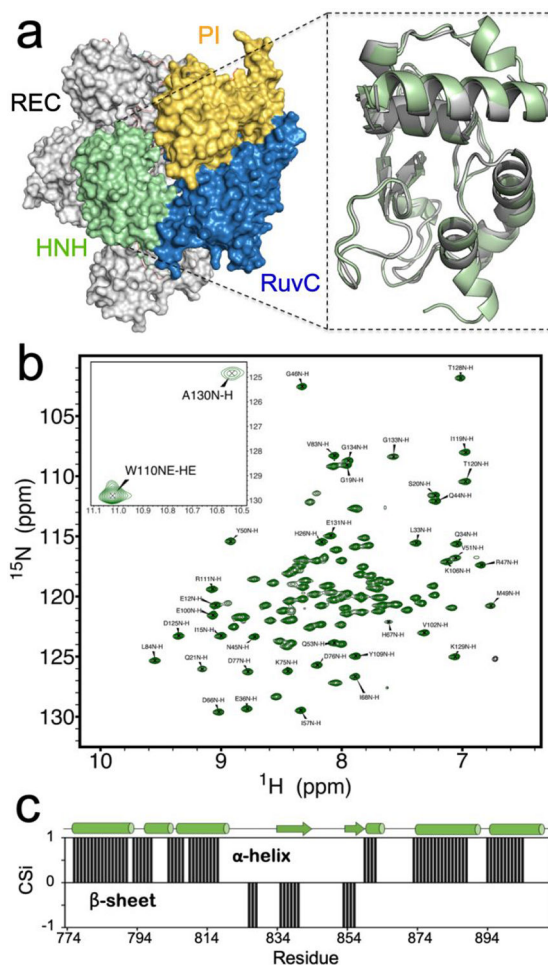 a
PI
REC
HNH
RuvC
b
A130N-H
W110NE-HE
125
126
127
128
129
130
11.1 11.0 10.9 10.8 10.7 10.6 10.5
G48N-H
T128N-H
V83N-H
G134N-H
G133N-H
I119N-H
G19N-H
T120N-H
S20N-H
Q44N-H
Y50N-H
H26N-H
E131N-H
L33N-H
Q34N-H
V51N-H
K106N-H
R47N-H
R111N-H
E12N-H
E100N-H
M49N-H
D125N-H
I15N-H
N45N-H
Q53N-H
H67N-H
V102N-H
L84N-H
Q21N-H
D77N-H
K75N-H
D76N-H
Y109N-H
K129N-H
D66N-H
E36N-H
I57N-H
I68N-H
105
110
115
120
125
130
15N (ppm)
10 9 8 7
1H (ppm)
c
1
0
-1
CSi
α-helix
β-sheet
774 794 814 834 854 874 894
Residue